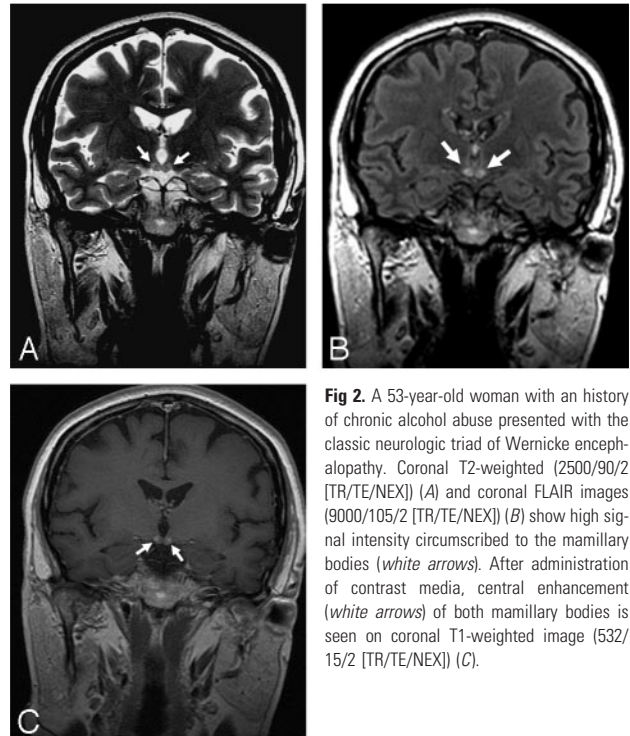 A
B
C
Fig 2. A 53-year-old woman with an history
of chronic alcohol abuse presented with the
classic neurologic triad of Wernicke enceph-
alopathy. Coronal T2-weighted (2500/90/2
[TR/TE/NEX]) (A) and coronal FLAIR images
(9000/105/2 [TR/TE/NEX]) (B) show high sig-
nal intensity circumscribed to the mamillary
bodies (white arrows). After administration
of contrast media, central enhancement
(white arrows) of both mamillary bodies is
seen on coronal T1-weighted image (532/
15/2 [TR/TE/NEX]) (C).